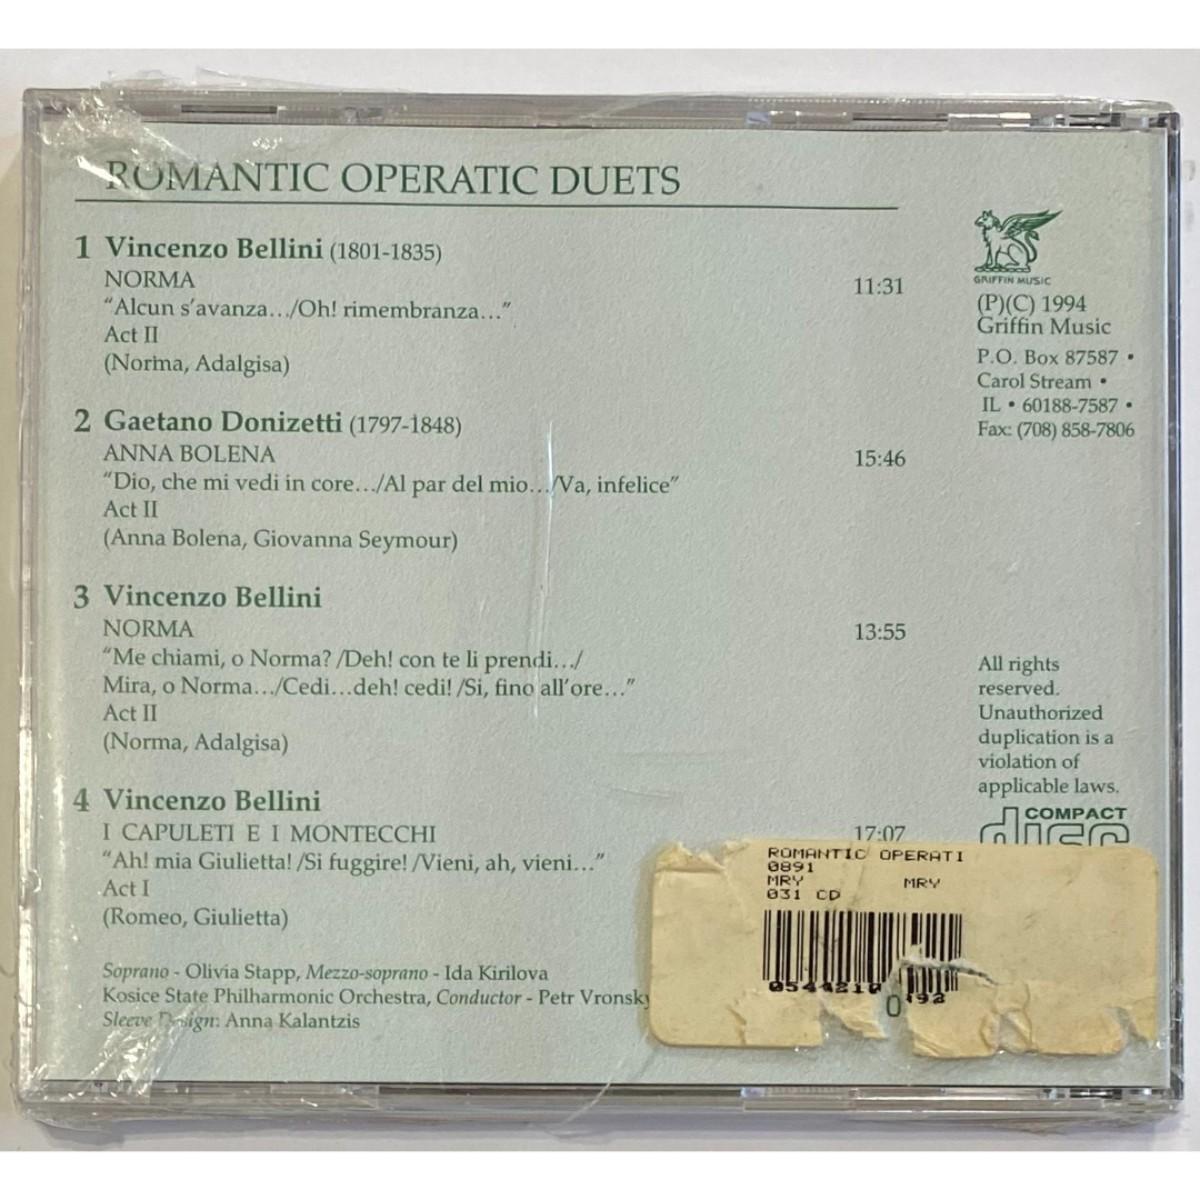 ROMANTIC OPERATIC DUETS
1 Vincenzo Bellini (1801-1835)
NORMA 11:31
“Alcun s’avanza…/Oh! rimembranza…”
Act II
(Norma, Adalgisa)
2 Gaetano Donizetti (1797-1848)
ANNA BOLENA 15:46
“Dio, che mi vedi in core…/Al par del mio…/Va, infelice”
Act II
(Anna Bolena, Giovanna Seymour)
3 Vincenzo Bellini
NORMA 13:55
“Me chiami, o Norma? /Deh! con te li prendi…/
Mira, o Norma…/Cedi…deh! cedi! /Si, fino all’ore…”
Act II
(Norma, Adalgisa)
4 Vincenzo Bellini
I CAPULETI E I MONTECCHI 17:07
“Ah! mia Giulietta! /Si fuggire! /Vieni, ah, vieni…”
Act I
(Romeo, Giulietta)
Soprano - Olivia Stapp, Mezzo-soprano - Ida Kirilova
Kosice State Philharmonic Orchestra, Conductor - Petr Vronsky
Sleeve Design: Anna Kalantzis
GRIFFIN MUSIC
(P)(C) 1994
Griffin Music
P.O. Box 87587 •
Carol Stream •
IL • 60188-7587 •
Fax: (708) 858-7806
All rights
reserved.
Unauthorized
duplication is a
violation of
applicable laws.
COMPACT
disc
ROMANTIC OPERATI
0891
MRY MRY
031 CD
0